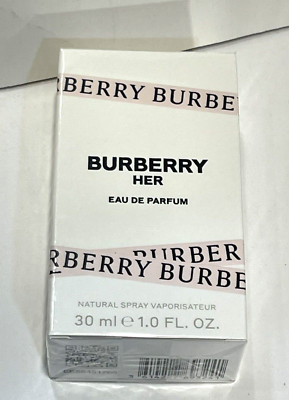 BERRY BURBE
BURBERRY
HER
EAU DE PARFUM
BURBER
BERRY BURBE
NATURAL SPRAY VAPORISATEUR
30 ml e 1.0 FL. OZ.